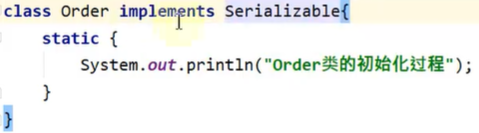 class Order implements Serializable{
static {
System.out.println("Order类的初始化过程");
}
}